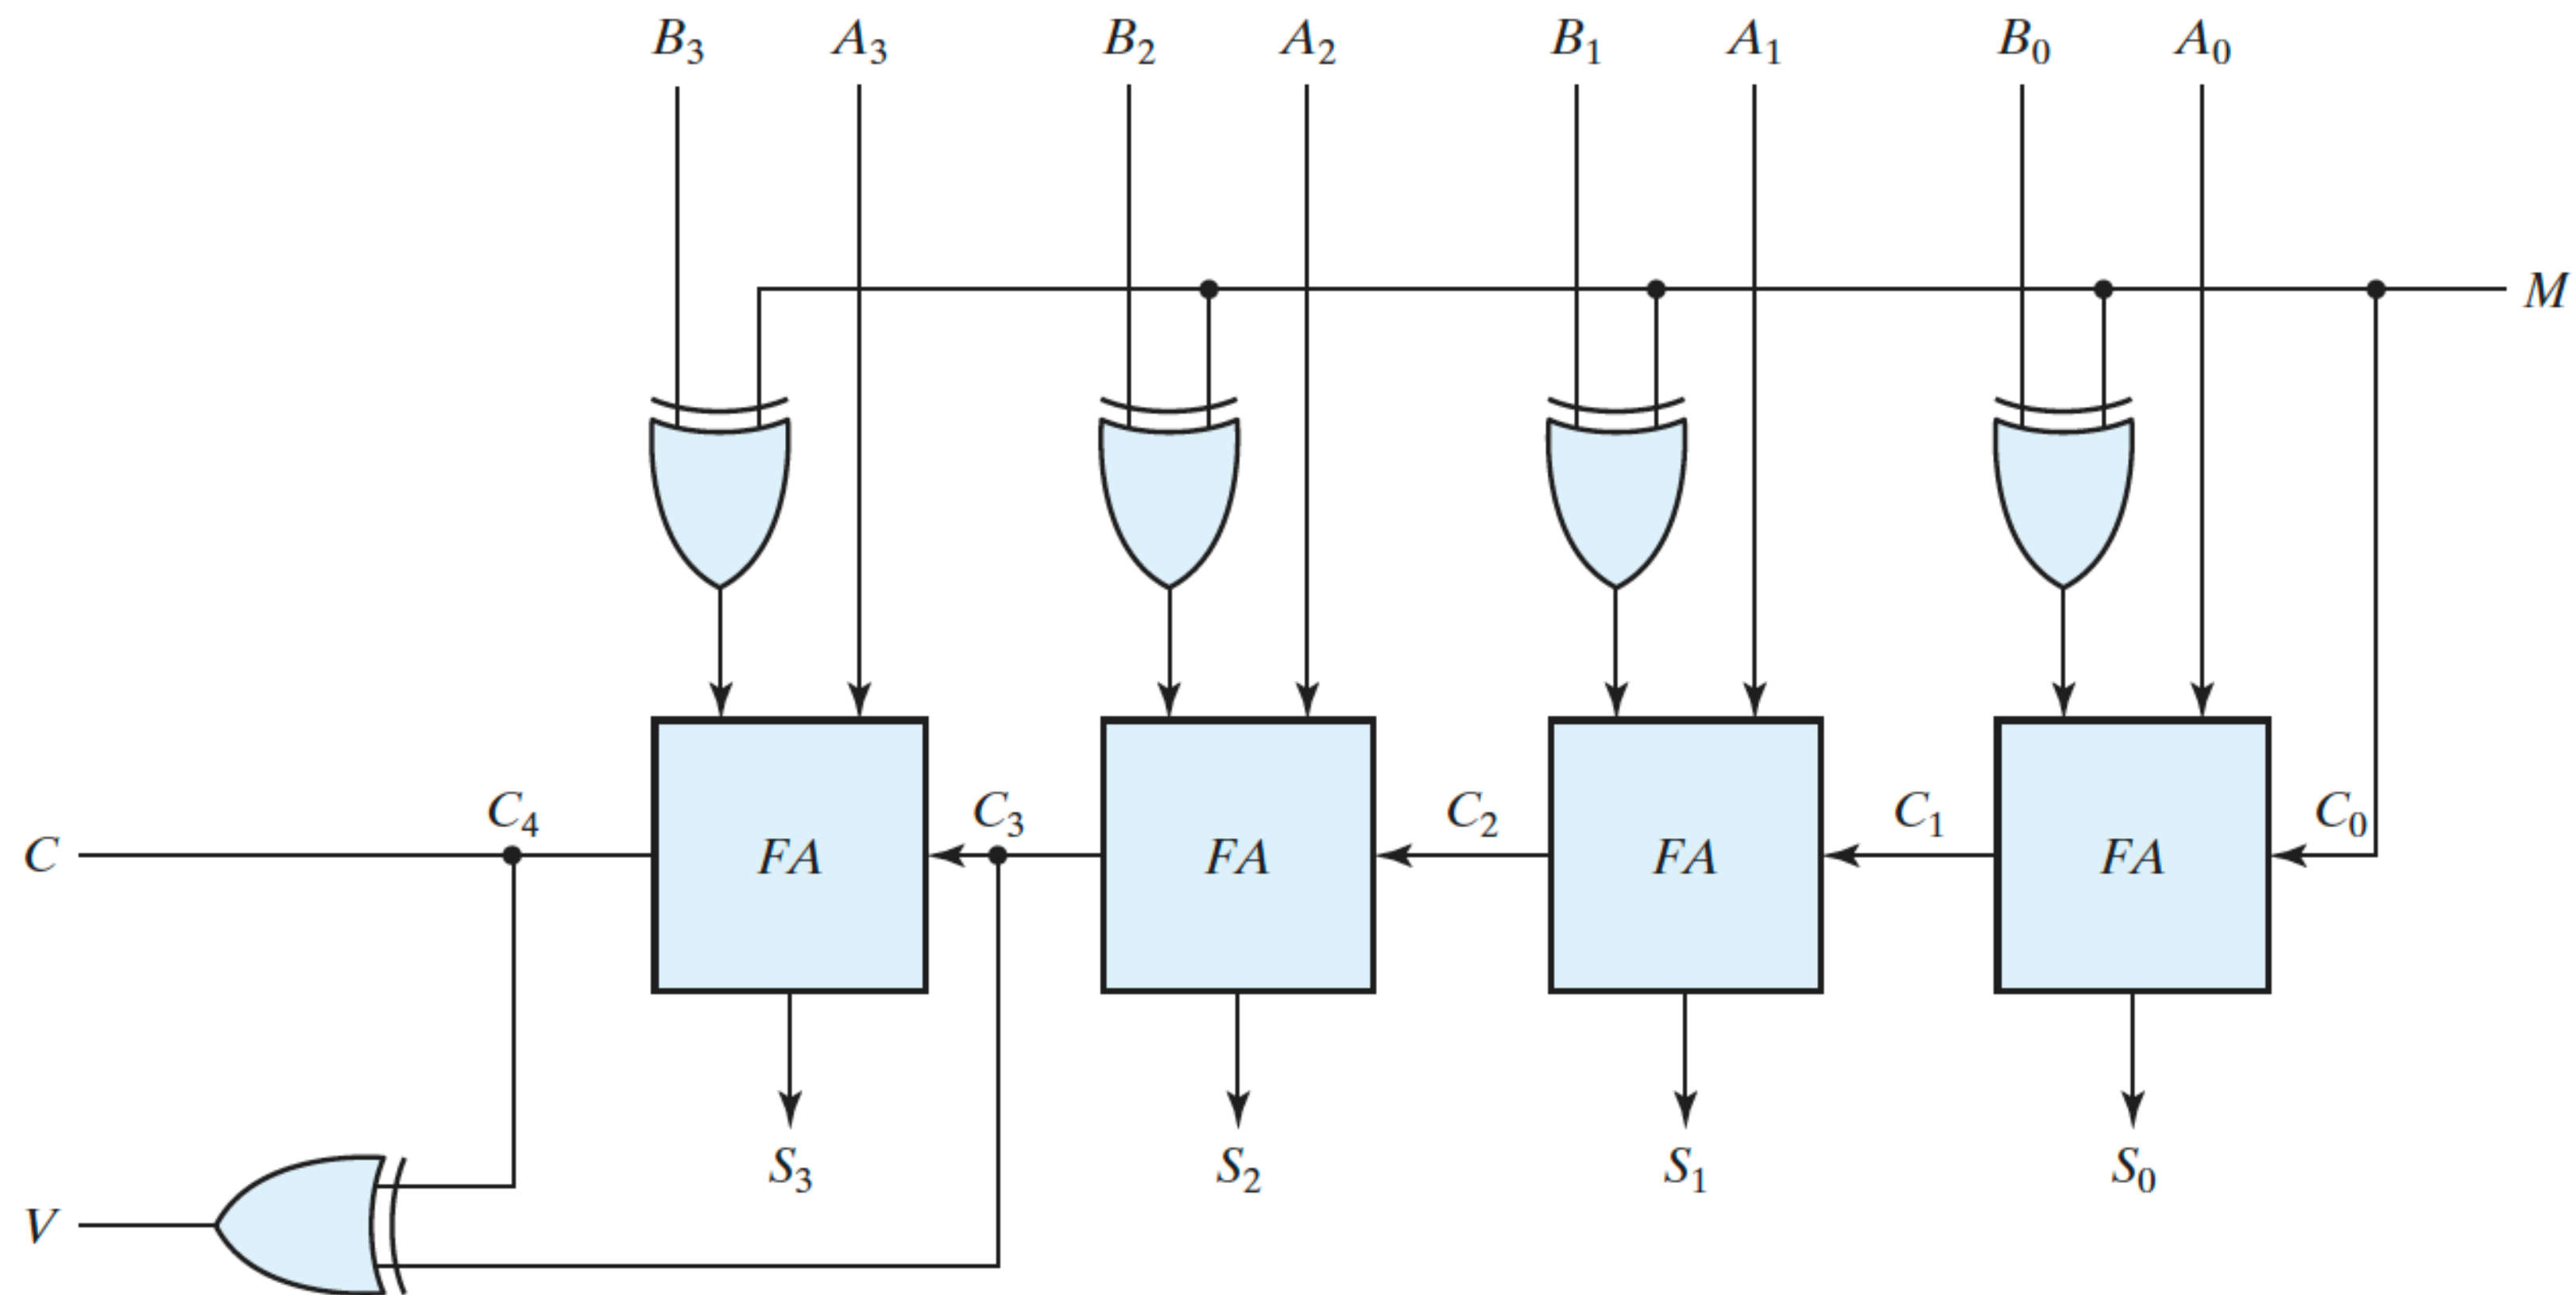 B₃ A₃ B₂ A₂ B₁ A₁ B₀ A₀
M
C₄ C₃ C₂ C₁ C₀
C FA FA FA FA
S₃ S₂ S₁ S₀
V